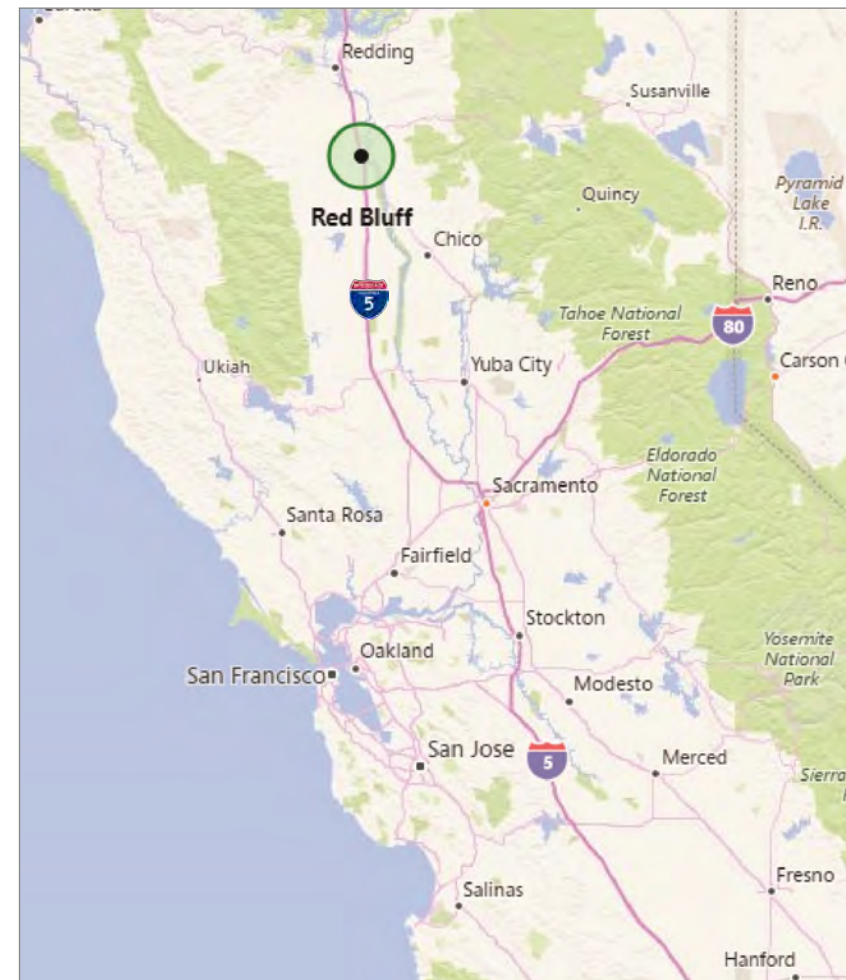 Eureka
Redding
Susanville
Red Bluff
Quincy
Pyramid
Lake
I.R.
Chico
Reno
5
Tahoe National
Forest
80
Ukiah
Yuba City
Carson
Eldorado
National
Forest
Sacramento
Santa Rosa
Fairfield
Stockton
Yosemite
National
Park
Oakland
San Francisco
Modesto
San Jose
5
Merced
Sierra
Fresno
Salinas
Hanford